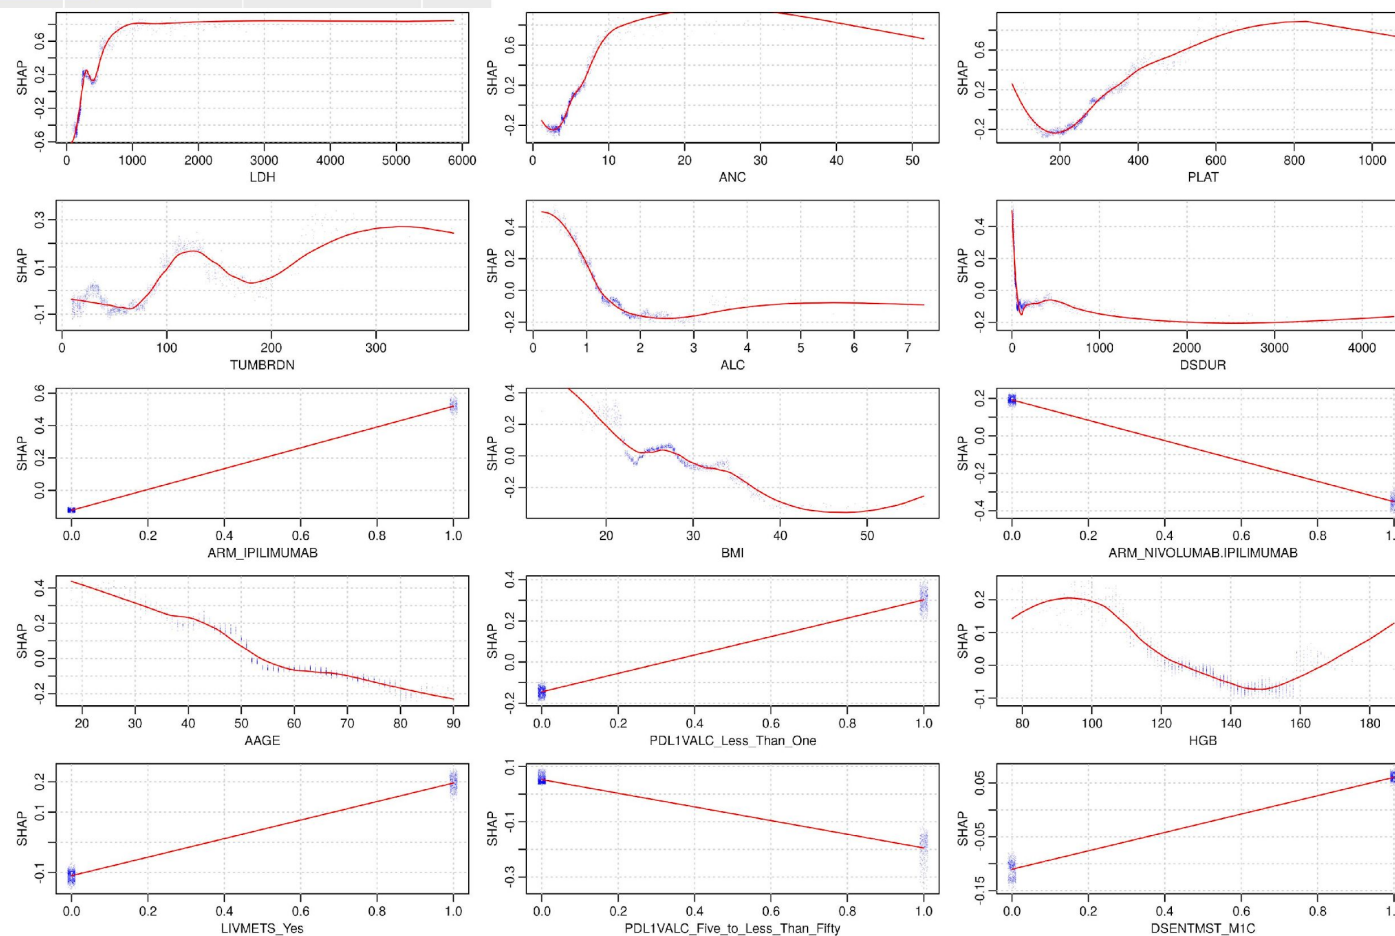 SHAP
0.6
0.2
-0.2
-0.6
0 1000 2000 3000 4000 5000 6000
LDH
SHAP
0.6
0.2
-0.2
0 10 20 30 40 50
ANC
SHAP
0.6
0.2
-0.2
200 400 600 800 1000
PLAT
SHAP
0.3
0.1
-0.1
0 100 200 300
TUMBRDN
SHAP
0.4
0.2
0.0
-0.2
0 1 2 3 4 5 6 7
ALC
SHAP
0.4
0.2
0.0
-0.2
0 1000 2000 3000 4000
DSDUR
SHAP
0.6
0.4
0.2
0.0
0.0 0.2 0.4 0.6 0.8 1.0
ARM_IPILIMUMAB
SHAP
0.4
0.2
0.0
-0.2
20 30 40 50
BMI
SHAP
0.2
0.0
-0.2
-0.4
0.0 0.2 0.4 0.6 0.8 1.
ARM_NIVOLUMAB.IPILIMUMAB
SHAP
0.4
0.2
0.0
-0.2
20 30 40 50 60 70 80 90
AAGE
SHAP
0.4
0.2
0.0
-0.2
0.0 0.2 0.4 0.6 0.8 1.0
PDL1VALC_Less_Than_One
SHAP
0.2
0.1
0.0
-0.1
80 100 120 140 160 180
HGB
SHAP
0.2
0.1
-0.1
0.0 0.2 0.4 0.6 0.8 1.0
LIVMETS_Yes
SHAP
0.1
-0.1
-0.3
0.0 0.2 0.4 0.6 0.8 1.0
PDL1VALC_Five_to_Less_Than_Fifty
SHAP
0.05
-0.05
-0.15
0.0 0.2 0.4 0.6 0.8 1.
DSENTMST_M1C